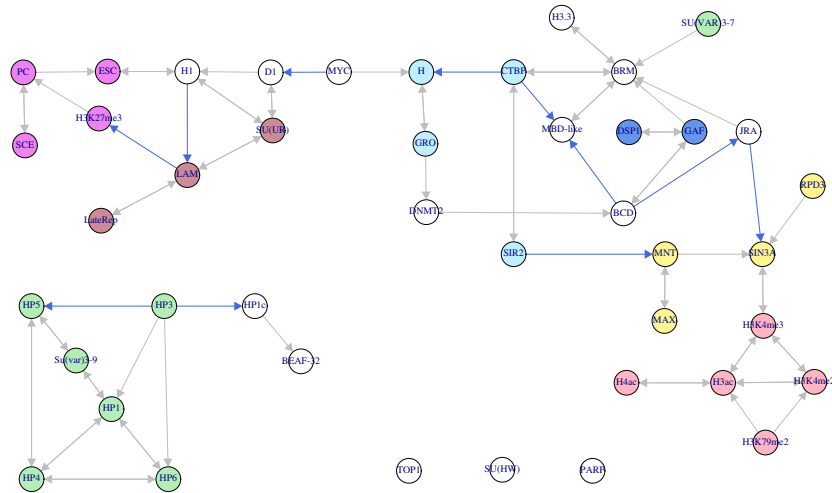 H3.3
SU(VAR)3-7
PC
ESC
H1
D1
MYC
H
CTBP
BRM
H3K27me3
SU(UR)
MBD-like
DSP1
GAF
JRA
SCE
GRO
LAM
RPD3
LateRep
DNMT2
BCD
SIR2
MNT
SIN3A
HP5
HP3
HP1c
MAX
H3K4me3
Su(var)3-9
BEAF-32
H4ac
H3ac
H3K4me2
HP1
H3K79me2
HP4
HP6
TOP1
SU(HW)
PARP